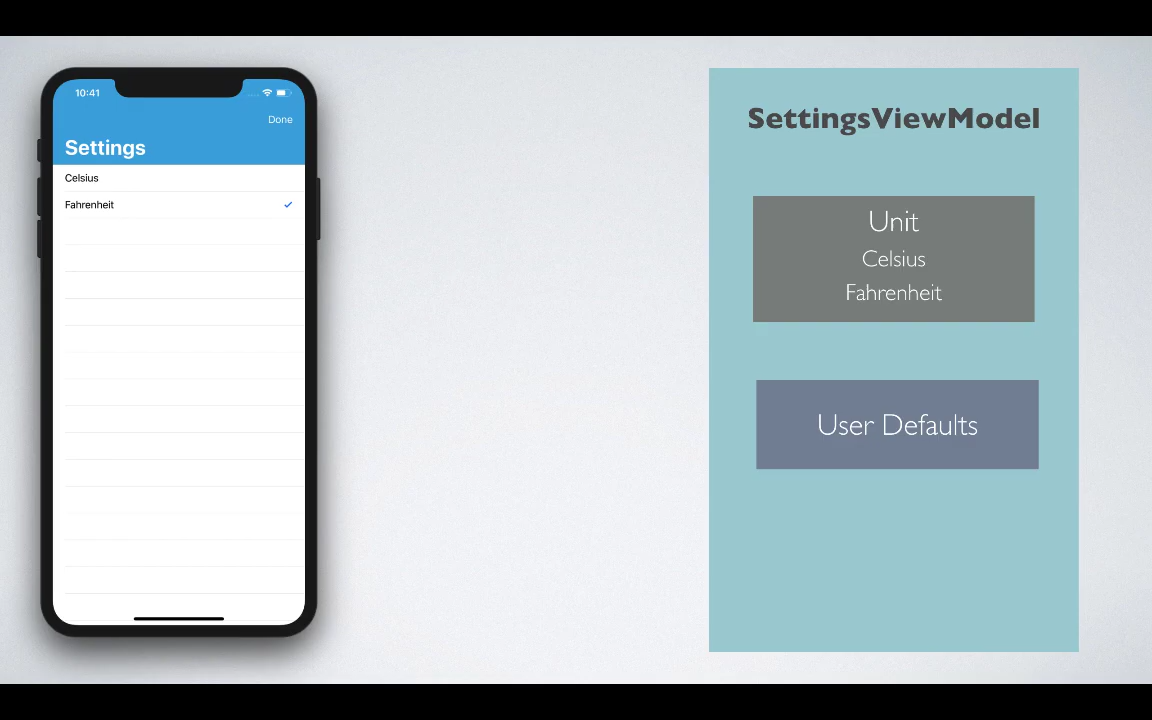 10:41
Done
Settings
Celsius
Fahrenheit
SettingsViewModel
Unit
Celsius
Fahrenheit
User Defaults